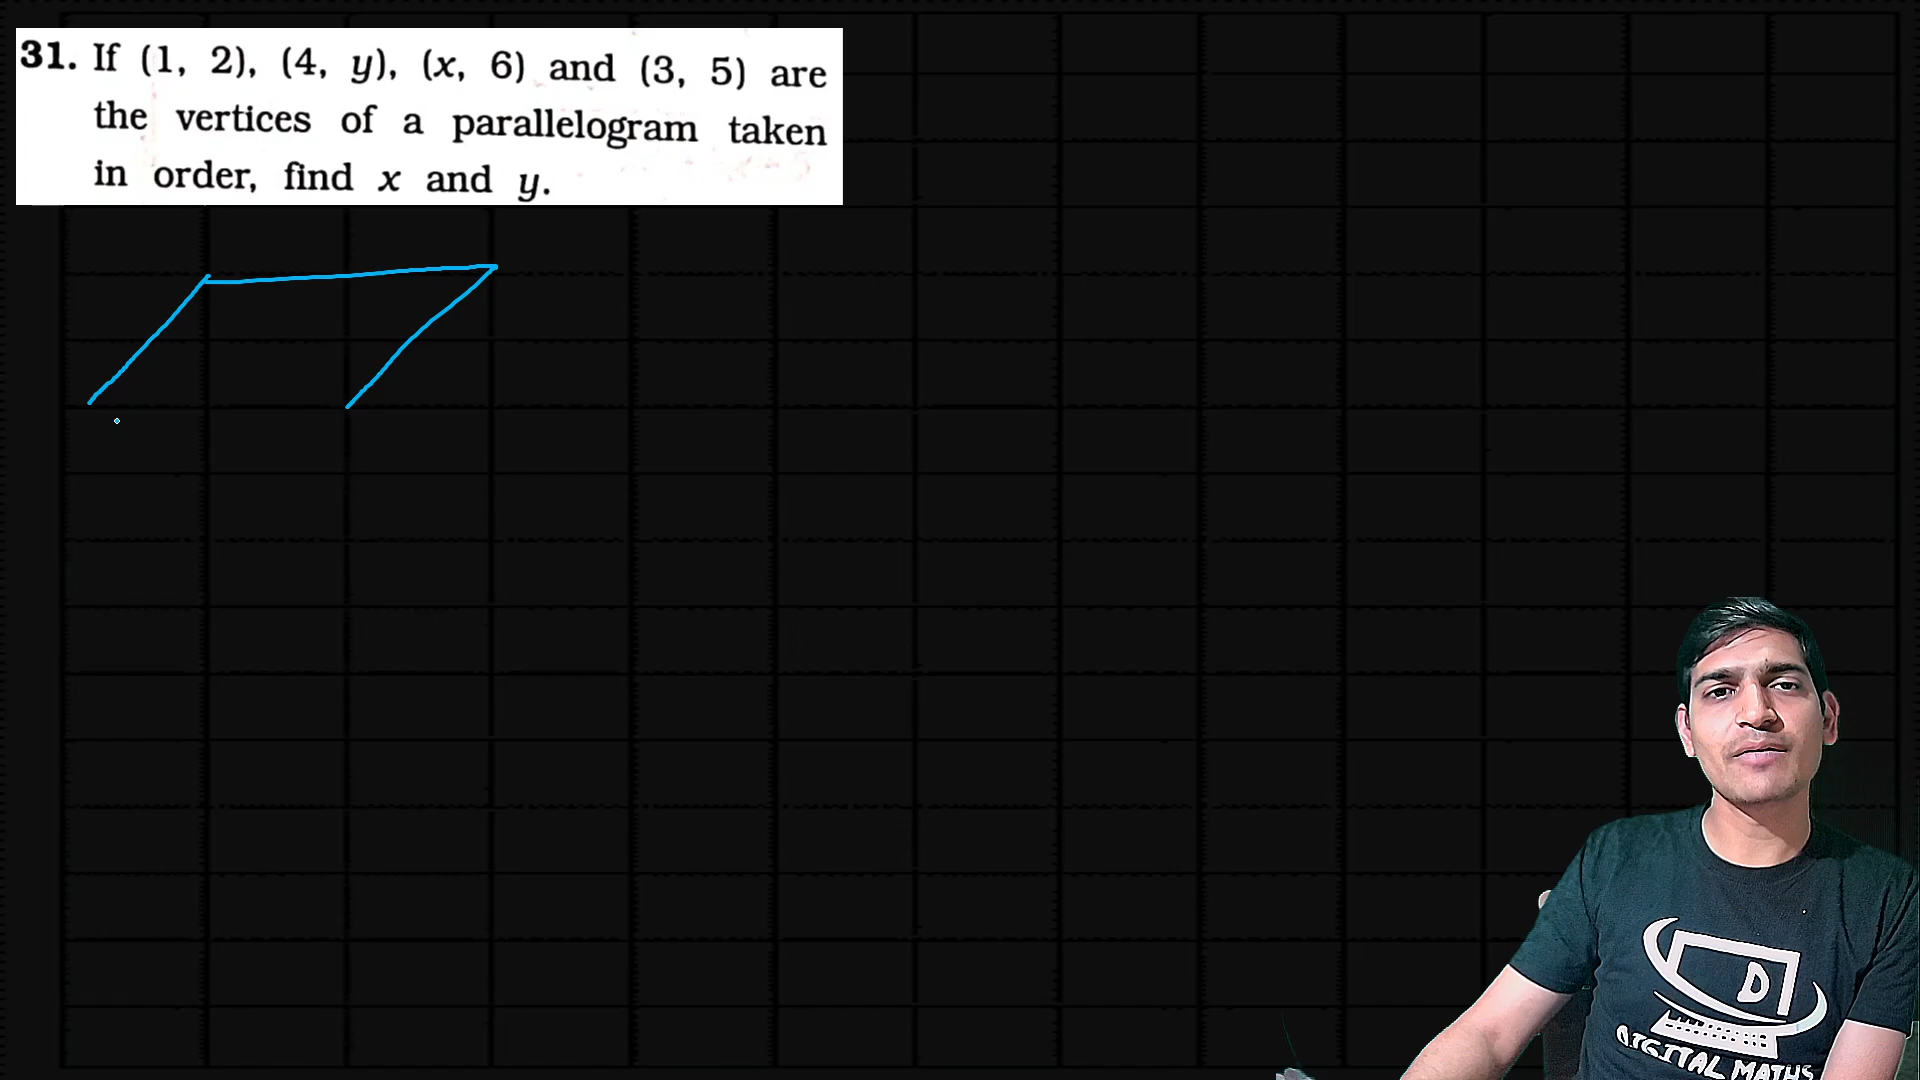 31. If (1, 2), (4, y), (x, 6) and (3, 5) are
the vertices of a parallelogram taken
in order, find x and y.
D
DIGITAL MATHS